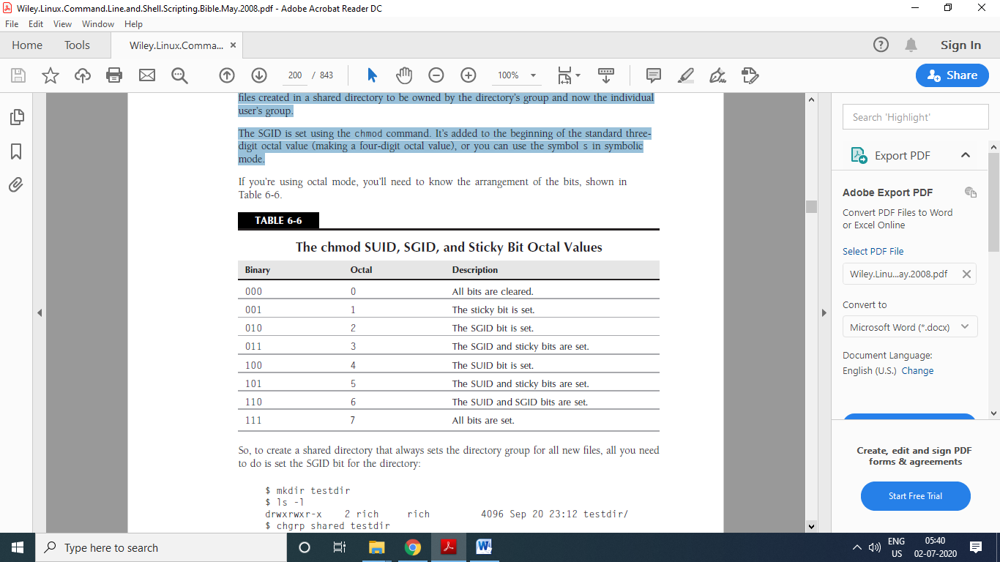 Wiley.Linux.Command.Line.and.Shell.Scripting.Bible.May.2008.pdf - Adobe Acrobat Reader DC
File Edit View Window Help
Home Tools Wiley.Linux.Comma... × Sign In
200 / 843 100% Share
files created in a shared directory to be owned by the directory's group and now the individual
user's group.
The SGID is set using the chmod command. It's added to the beginning of the standard three-
digit octal value (making a four-digit octal value), or you can use the symbol s in symbolic
mode.
If you're using octal mode, you'll need to know the arrangement of the bits, shown in
Table 6-6.
TABLE 6-6
The chmod SUID, SGID, and Sticky Bit Octal Values
Binary Octal Description
000 0 All bits are cleared.
001 1 The sticky bit is set.
010 2 The SGID bit is set.
011 3 The SGID and sticky bits are set.
100 4 The SUID bit is set.
101 5 The SUID and sticky bits are set.
110 6 The SUID and SGID bits are set.
111 7 All bits are set.
So, to create a shared directory that always sets the directory group for all new files, all you need
to do is set the SGID bit for the directory:
$ mkdir testdir
$ ls -l
drwxrwxr-x 2 rich rich 4096 Sep 20 23:12 testdir/
$ chgrp shared testdir
Search 'Highlight'
Export PDF
Adobe Export PDF
Convert PDF Files to Word
or Excel Online
Select PDF File
Wiley.Linu...ay.2008.pdf
Convert to
Microsoft Word (*.docx)
Document Language:
English (U.S.) Change
Create, edit and sign PDF
forms & agreements
Start Free Trial
Type here to search
ENG
US
05:40
02-07-2020